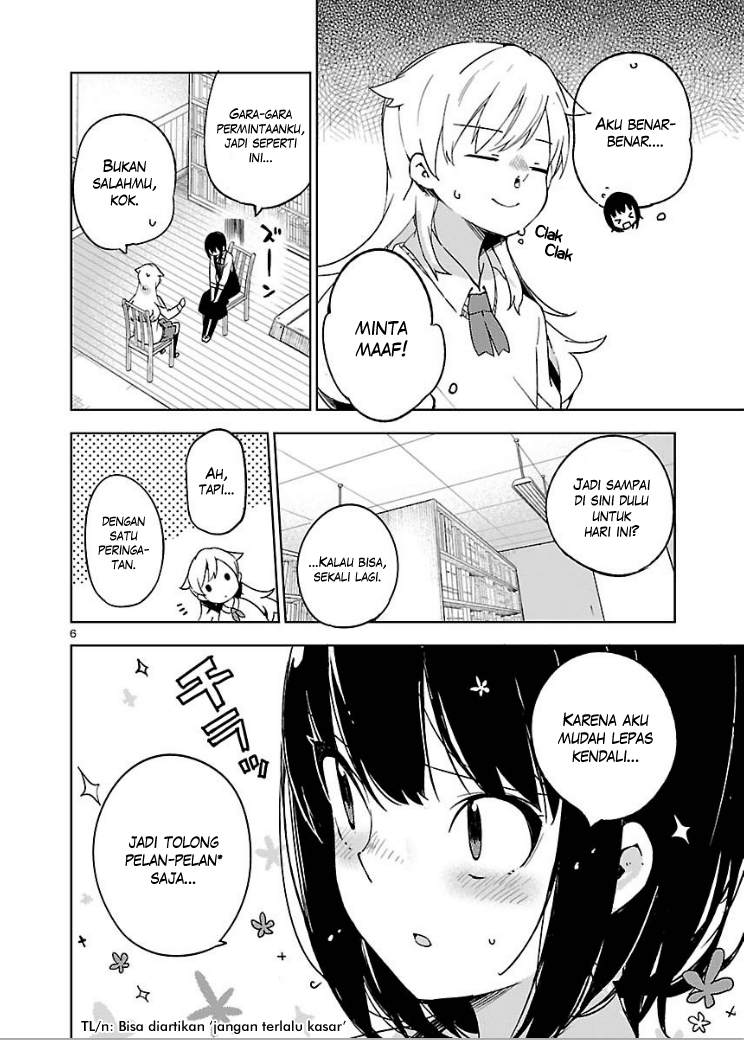 AKU BENAR-
BENAR....
Clak
Clak
MINTA
MAAF!
GARA-GARA
PERMINTAANKU,
JADI SEPERTI
INI...
ズーン
BUKAN
SALAHMU,
KOK.
JADI SAMPAI
DI SINI DULU
UNTUK
HARI INI?
...KALAU BISA,
SEKALI LAGI.
AH,
TAPI...
DENGAN
SATU
PERINGA-
TAN.
6
KARENA AKU
MUDAH LEPAS
KENDALI...
チラッ
JADI TOLONG
PELAN-PELAN*
SAJA...
TL/n: Bisa diartikan 'jangan terlalu kasar'